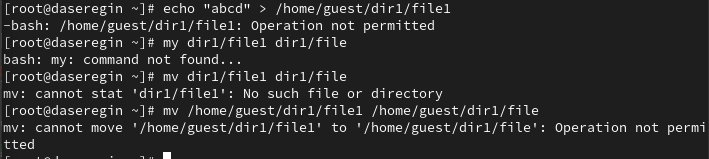 [root@daseregin ~]# echo "abcd" > /home/guest/dir1/file1
-bash: /home/guest/dir1/file1: Operation not permitted
[root@daseregin ~]# my dir1/file1 dir1/file
bash: my: command not found...
[root@daseregin ~]# mv dir1/file1 dir1/file
mv: cannot stat 'dir1/file1': No such file or directory
[root@daseregin ~]# mv /home/guest/dir1/file1 /home/guest/dir1/file
mv: cannot move '/home/guest/dir1/file1' to '/home/guest/dir1/file': Operation not permi
tted
[root@daseregin ~]#